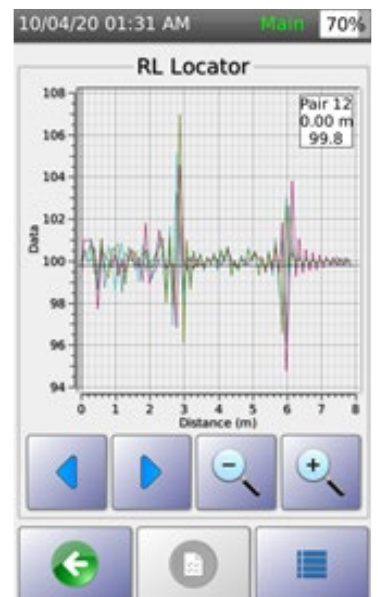 10/04/20 01:31 AM Main 70%
RL Locator
Pair 12
0.00 m
99.8
108
106
104
102
100
98
96
94
Data
0 1 2 3 4 5 6 7 8
Distance (m)